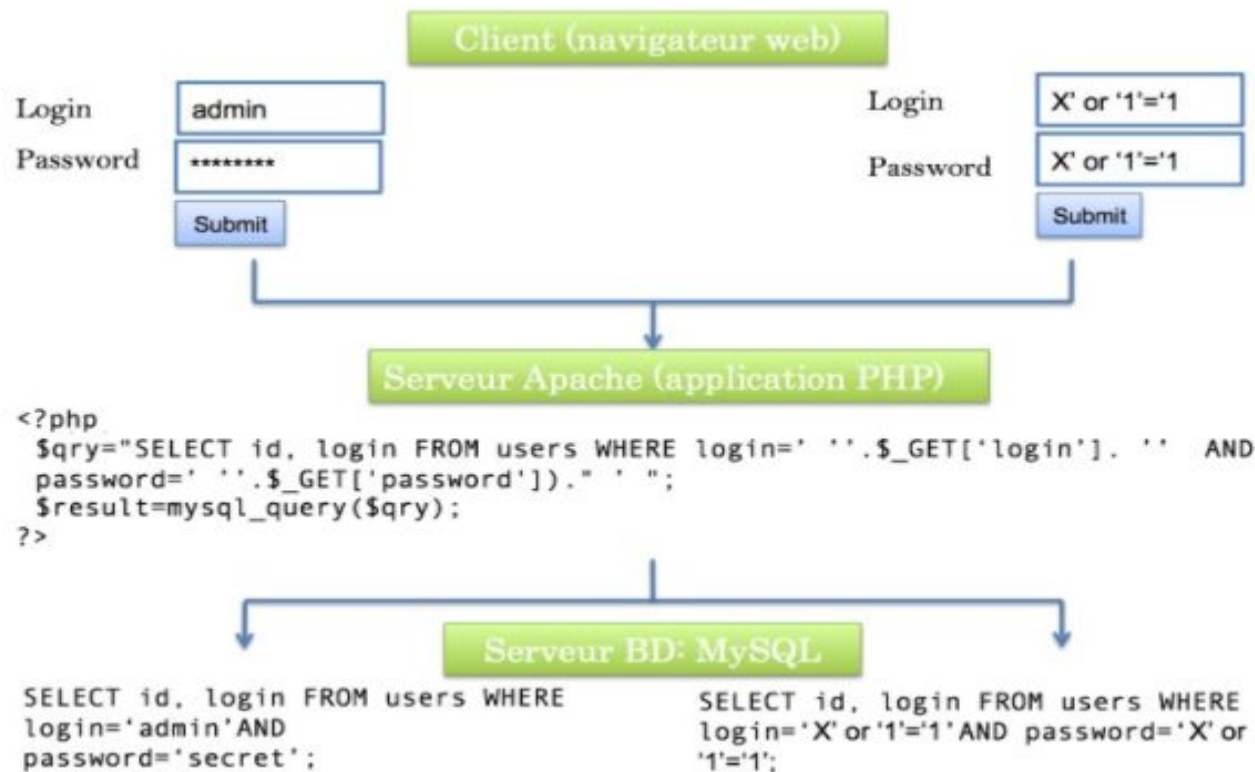 Client (navigateur web)
Login
admin
Password
********
Submit
Login
X' or ‘1’=‘1
Password
X' or ‘1’=‘1
Submit
Serveur Apache (application PHP)
<?php
$qry="SELECT id, login FROM users WHERE login=' ''.$_GET[‘login’]. '' AND
password=' ‘'.$_GET['password'])." ' ";
$result=mysql_query($qry);
?>
Serveur BD: MySQL
SELECT id, login FROM users WHERE
login=‘admin’AND
password=‘secret’;
SELECT id, login FROM users WHERE
login=‘X' or ‘1’=‘1’AND password=‘X' or
‘1’=‘1’;